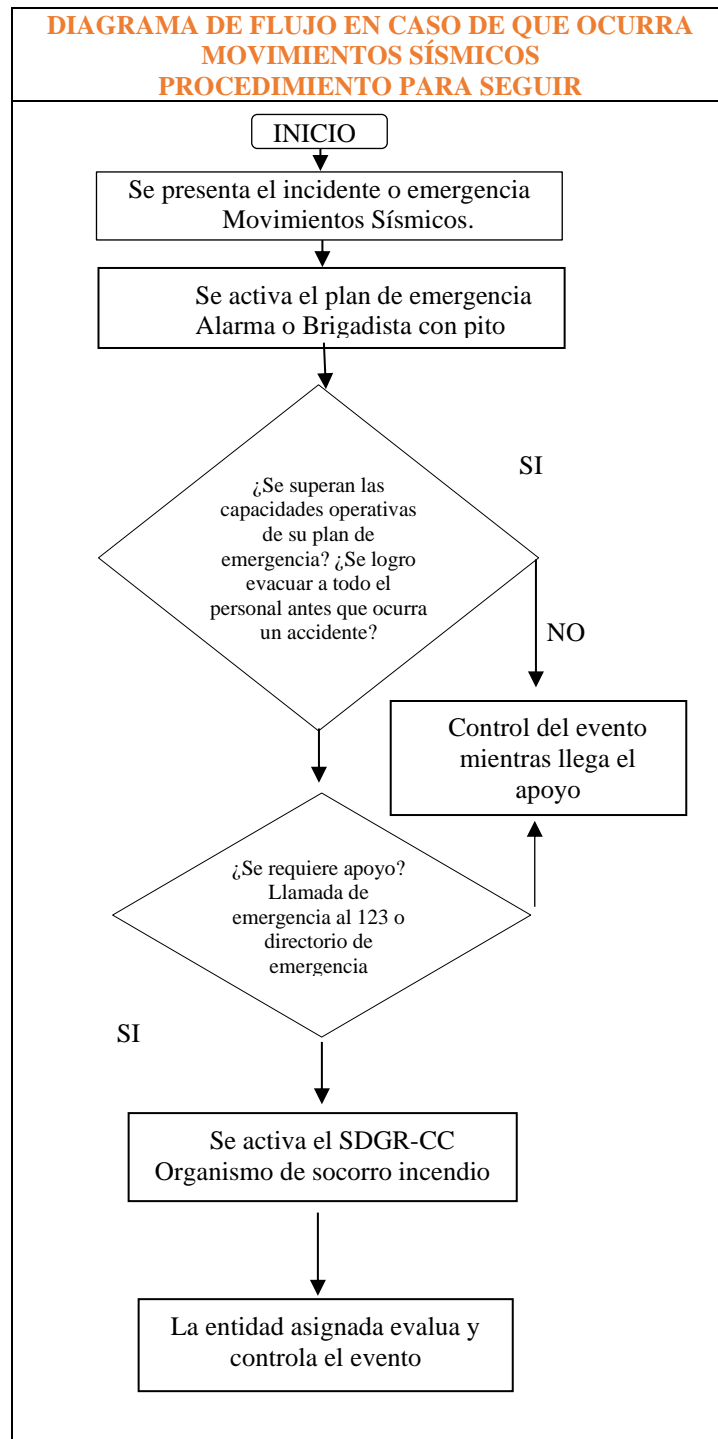 DIAGRAMA DE FLUJO EN CASO DE QUE OCURRA
MOVIMIENTOS SÍSMICOS
PROCEDIMIENTO PARA SEGUIR
INICIO
Se presenta el incidente o emergencia
Movimientos Sísmicos.
Se activa el plan de emergencia
Alarma o Brigadista con pito
SI
¿Se superan las
capacidades operativas
de su plan de
emergencia? ¿Se logro
evacuar a todo el
personal antes que ocurra
un accidente?
NO
Control del evento
mientras llega el
apoyo
¿Se requiere apoyo?
Llamada de
emergencia al 123 o
directorio de
emergencia
SI
Se activa el SDGR-CC
Organismo de socorro incendio
La entidad asignada evalua y
controla el evento